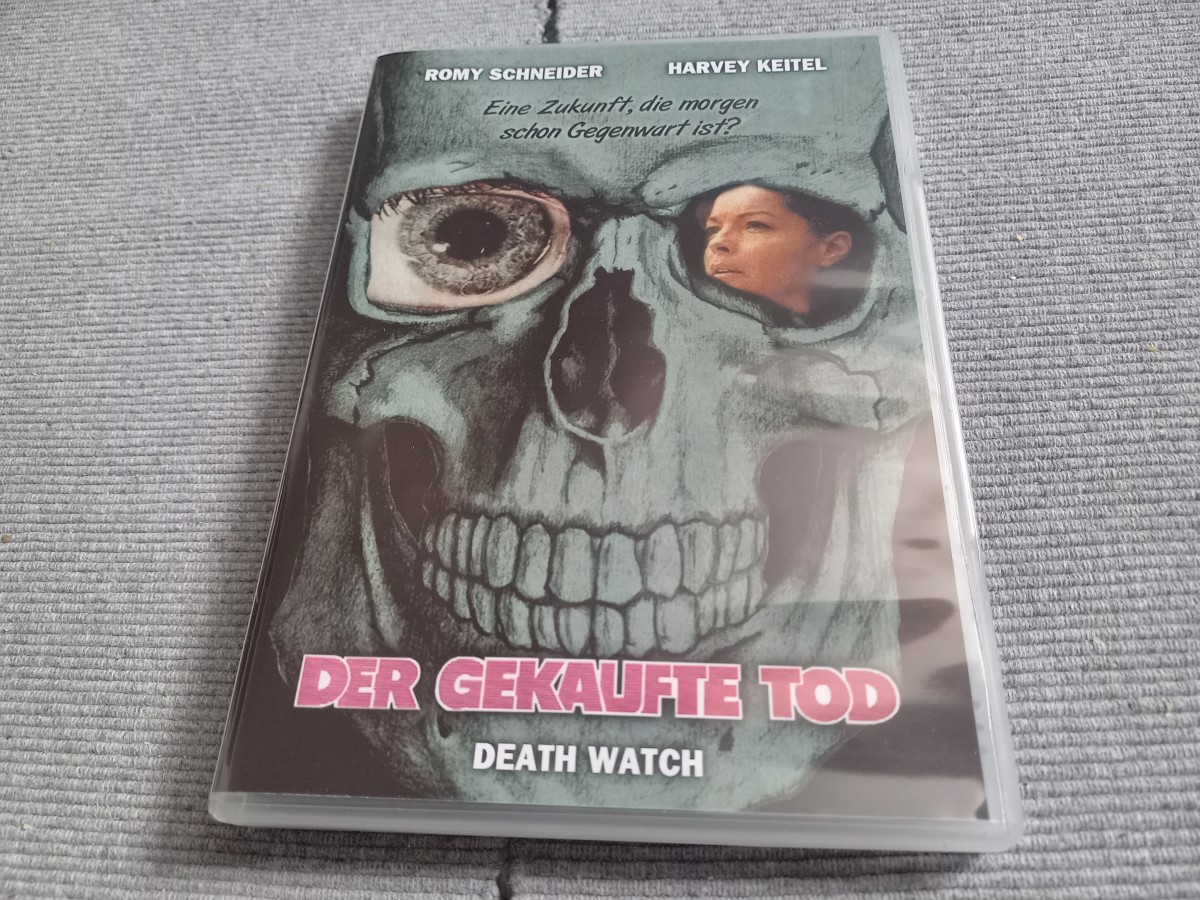 ROMY SCHNEIDER HARVEY KEITEL
Eine Zukunft, die morgen
schon Gegenwart ist?
DER GEKAUFTE TOD
DEATH WATCH